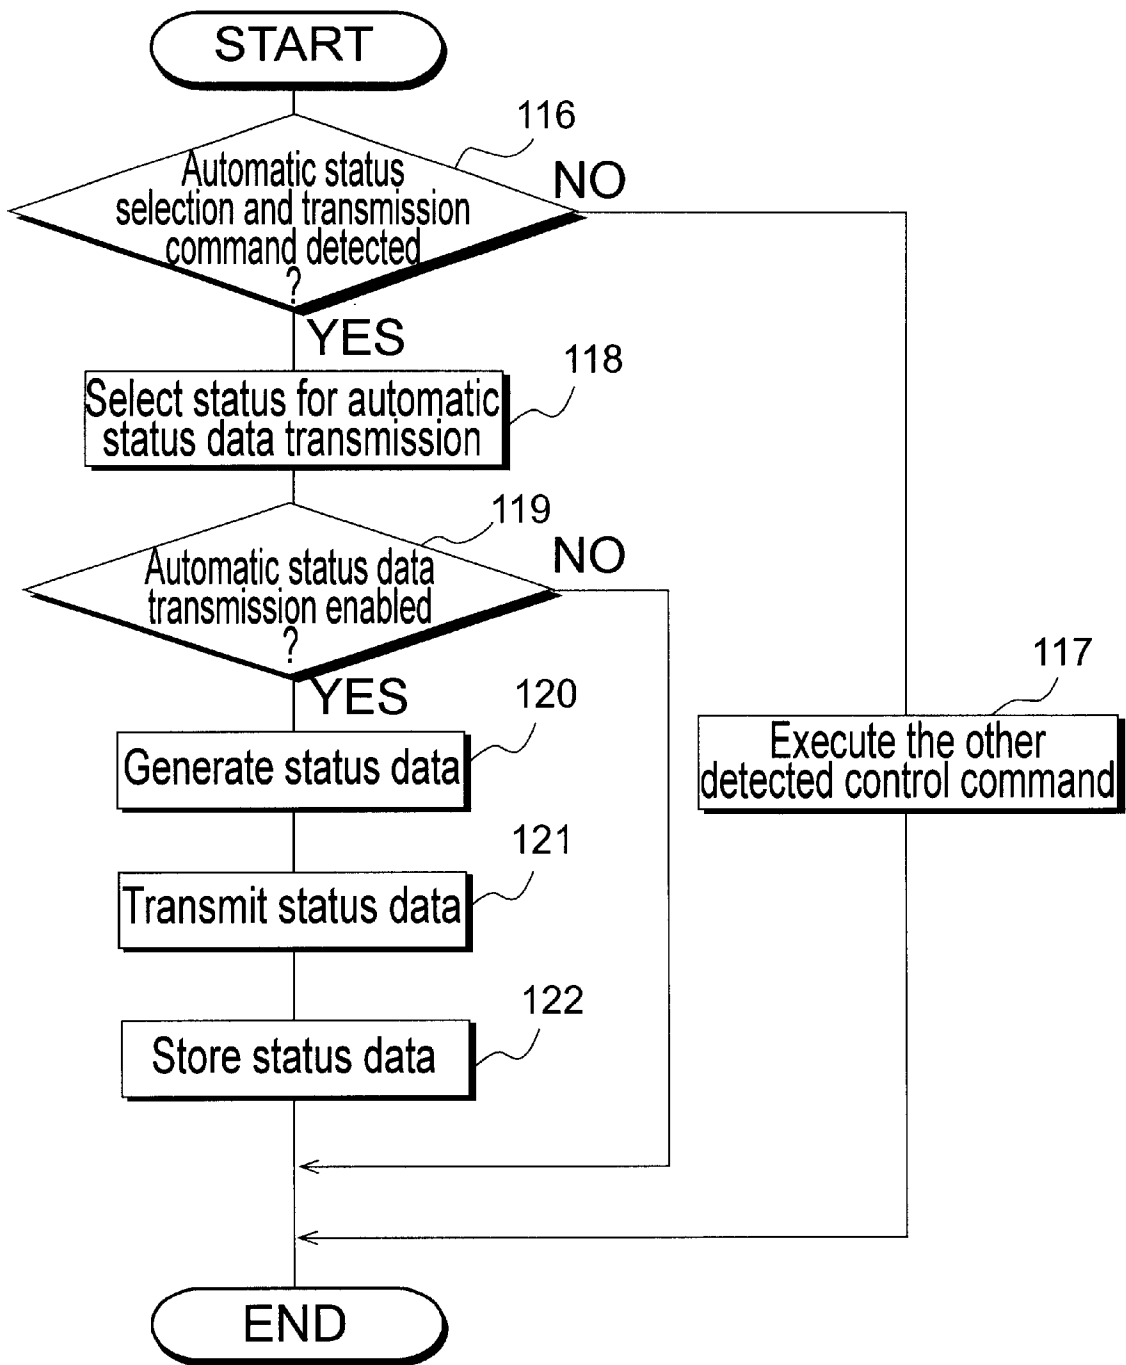 START
116
Automatic status
selection and transmission
command detected
?
NO
YES
118
Select status for automatic
status data transmission
119
Automatic status data
transmission enabled
?
NO
YES
117
Execute the other
detected control command
120
Generate status data
121
Transmit status data
122
Store status data
END